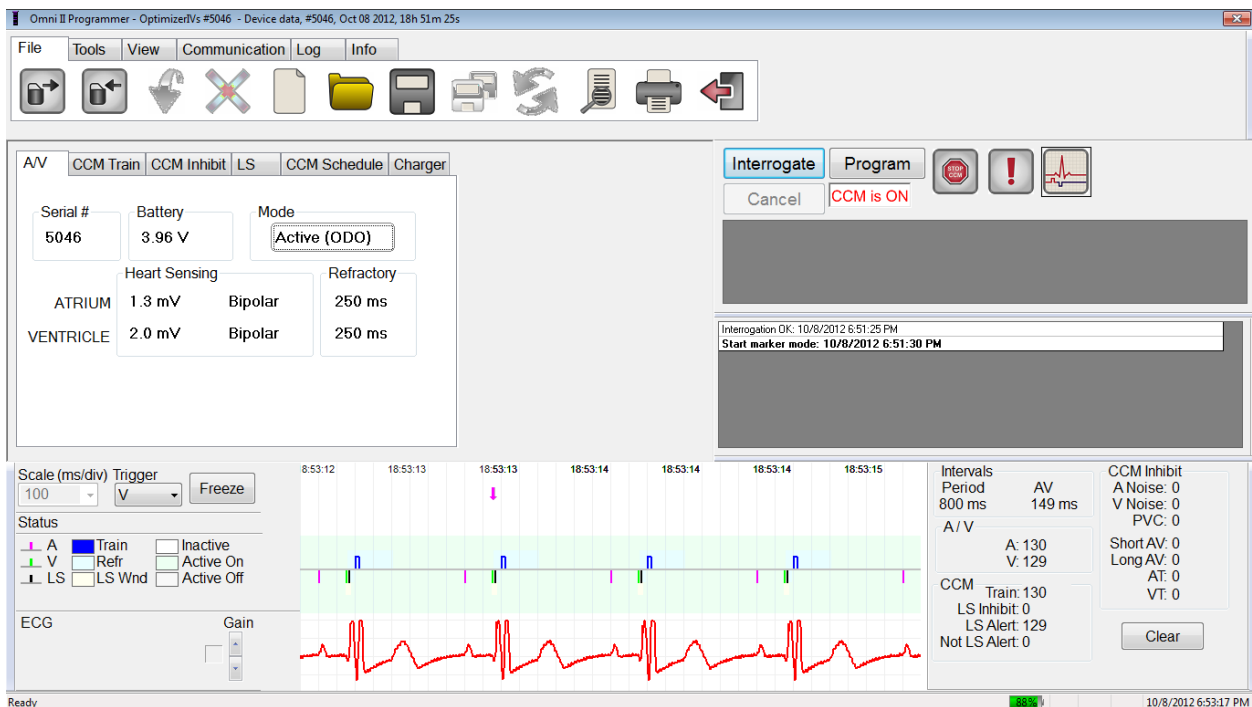 Omni II Programmer - OptimizerIVs #5046 - Device data, #5046, Oct 08 2012, 18h 51m 25s
File Tools View Communication Log Info
A/V CCM Train CCM Inhibit LS CCM Schedule Charger
Serial # Battery Mode
5046 3.96 V Active (ODO)
Heart Sensing Refractory
ATRIUM 1.3 mV Bipolar 250 ms
VENTRICLE 2.0 mV Bipolar 250 ms
Interrogate Program STOP CCM
Cancel CCM is ON
Interrogation OK: 10/8/2012 6:51:25 PM
Start marker mode: 10/8/2012 6:51:30 PM
Scale (ms/div) Trigger
100 V Freeze
Status
A Train Inactive
V Refr Active On
LS LS Wnd Active Off
ECG Gain
8:53:12 18:53:13 18:53:13 18:53:14 18:53:14 18:53:14 18:53:15
Intervals
Period AV
800 ms 149 ms
A / V
A: 130
V: 129
CCM
Train: 130
LS Inhibit: 0
LS Alert: 129
Not LS Alert: 0
CCM Inhibit
A Noise: 0
V Noise: 0
PVC: 0
Short AV: 0
Long AV: 0
AT: 0
VT: 0
Clear
Ready 88% 10/8/2012 6:53:17 PM